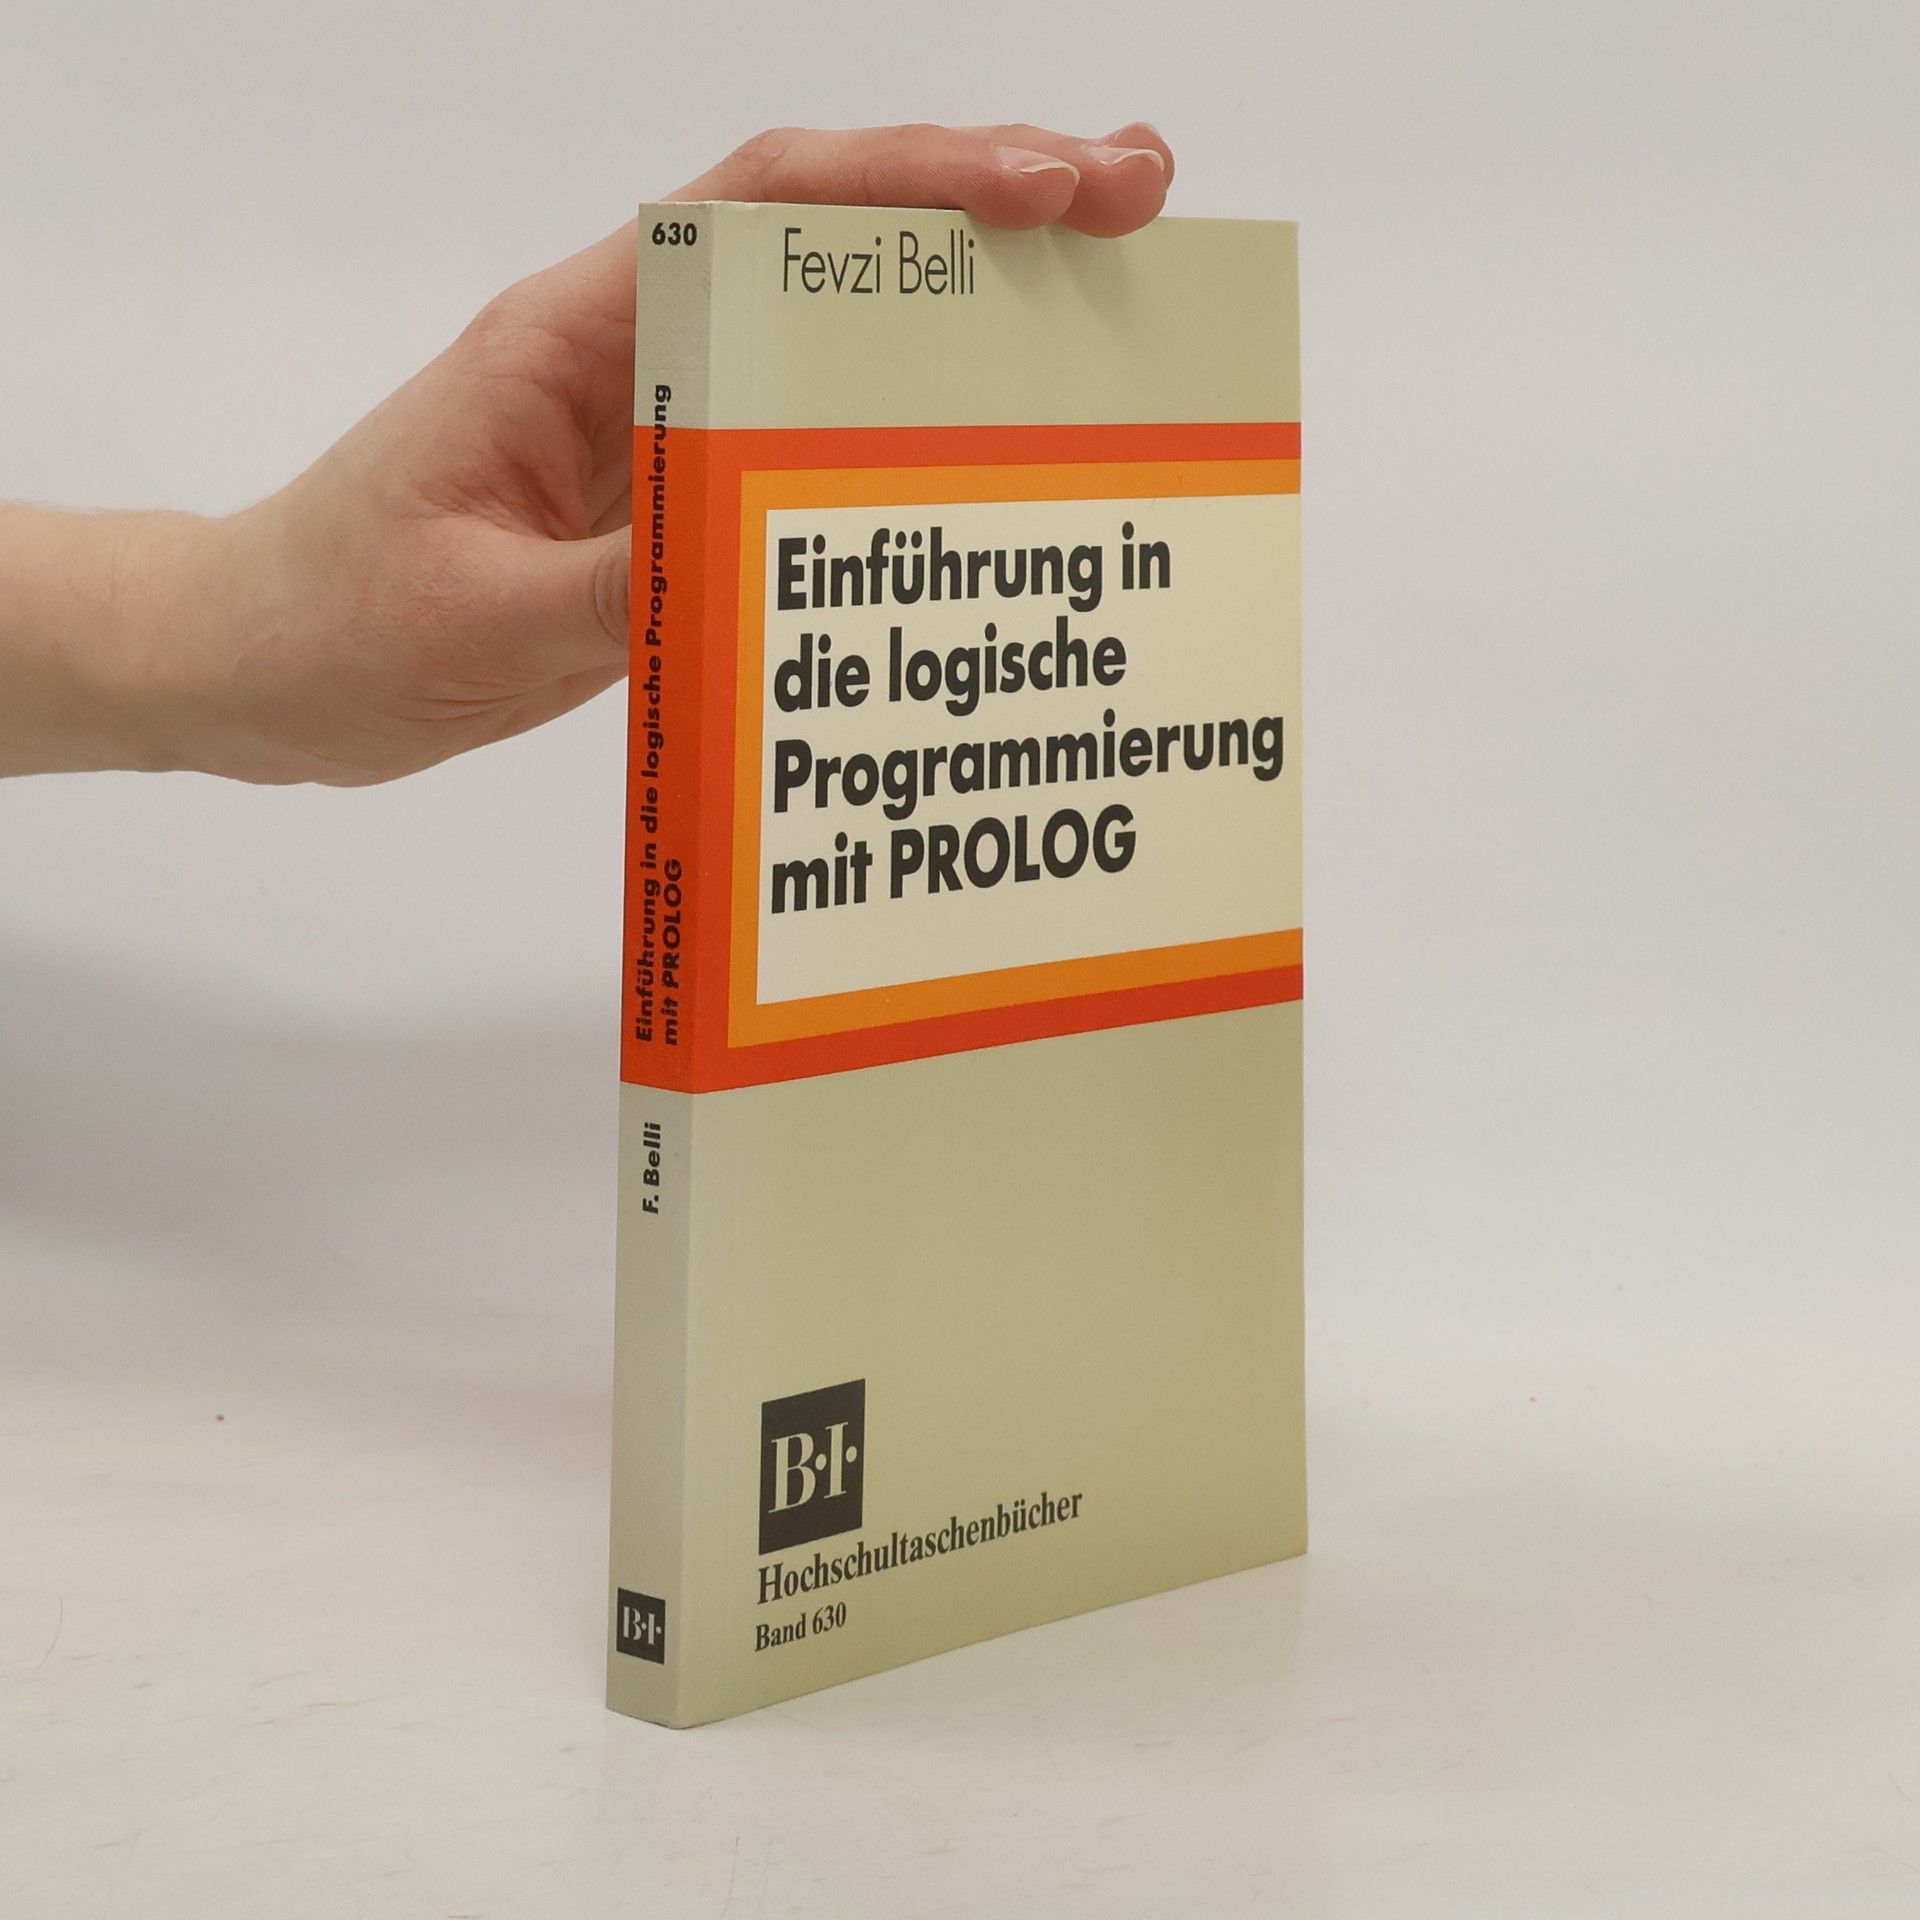 630
Einführung in die logische Programmierung
mit PROLOG
F. Belli
B·I·
Fevzi Belli
Einführung in
die logische
Programmierung
mit PROLOG
B·I·
Hochschultaschenbücher
Band 630